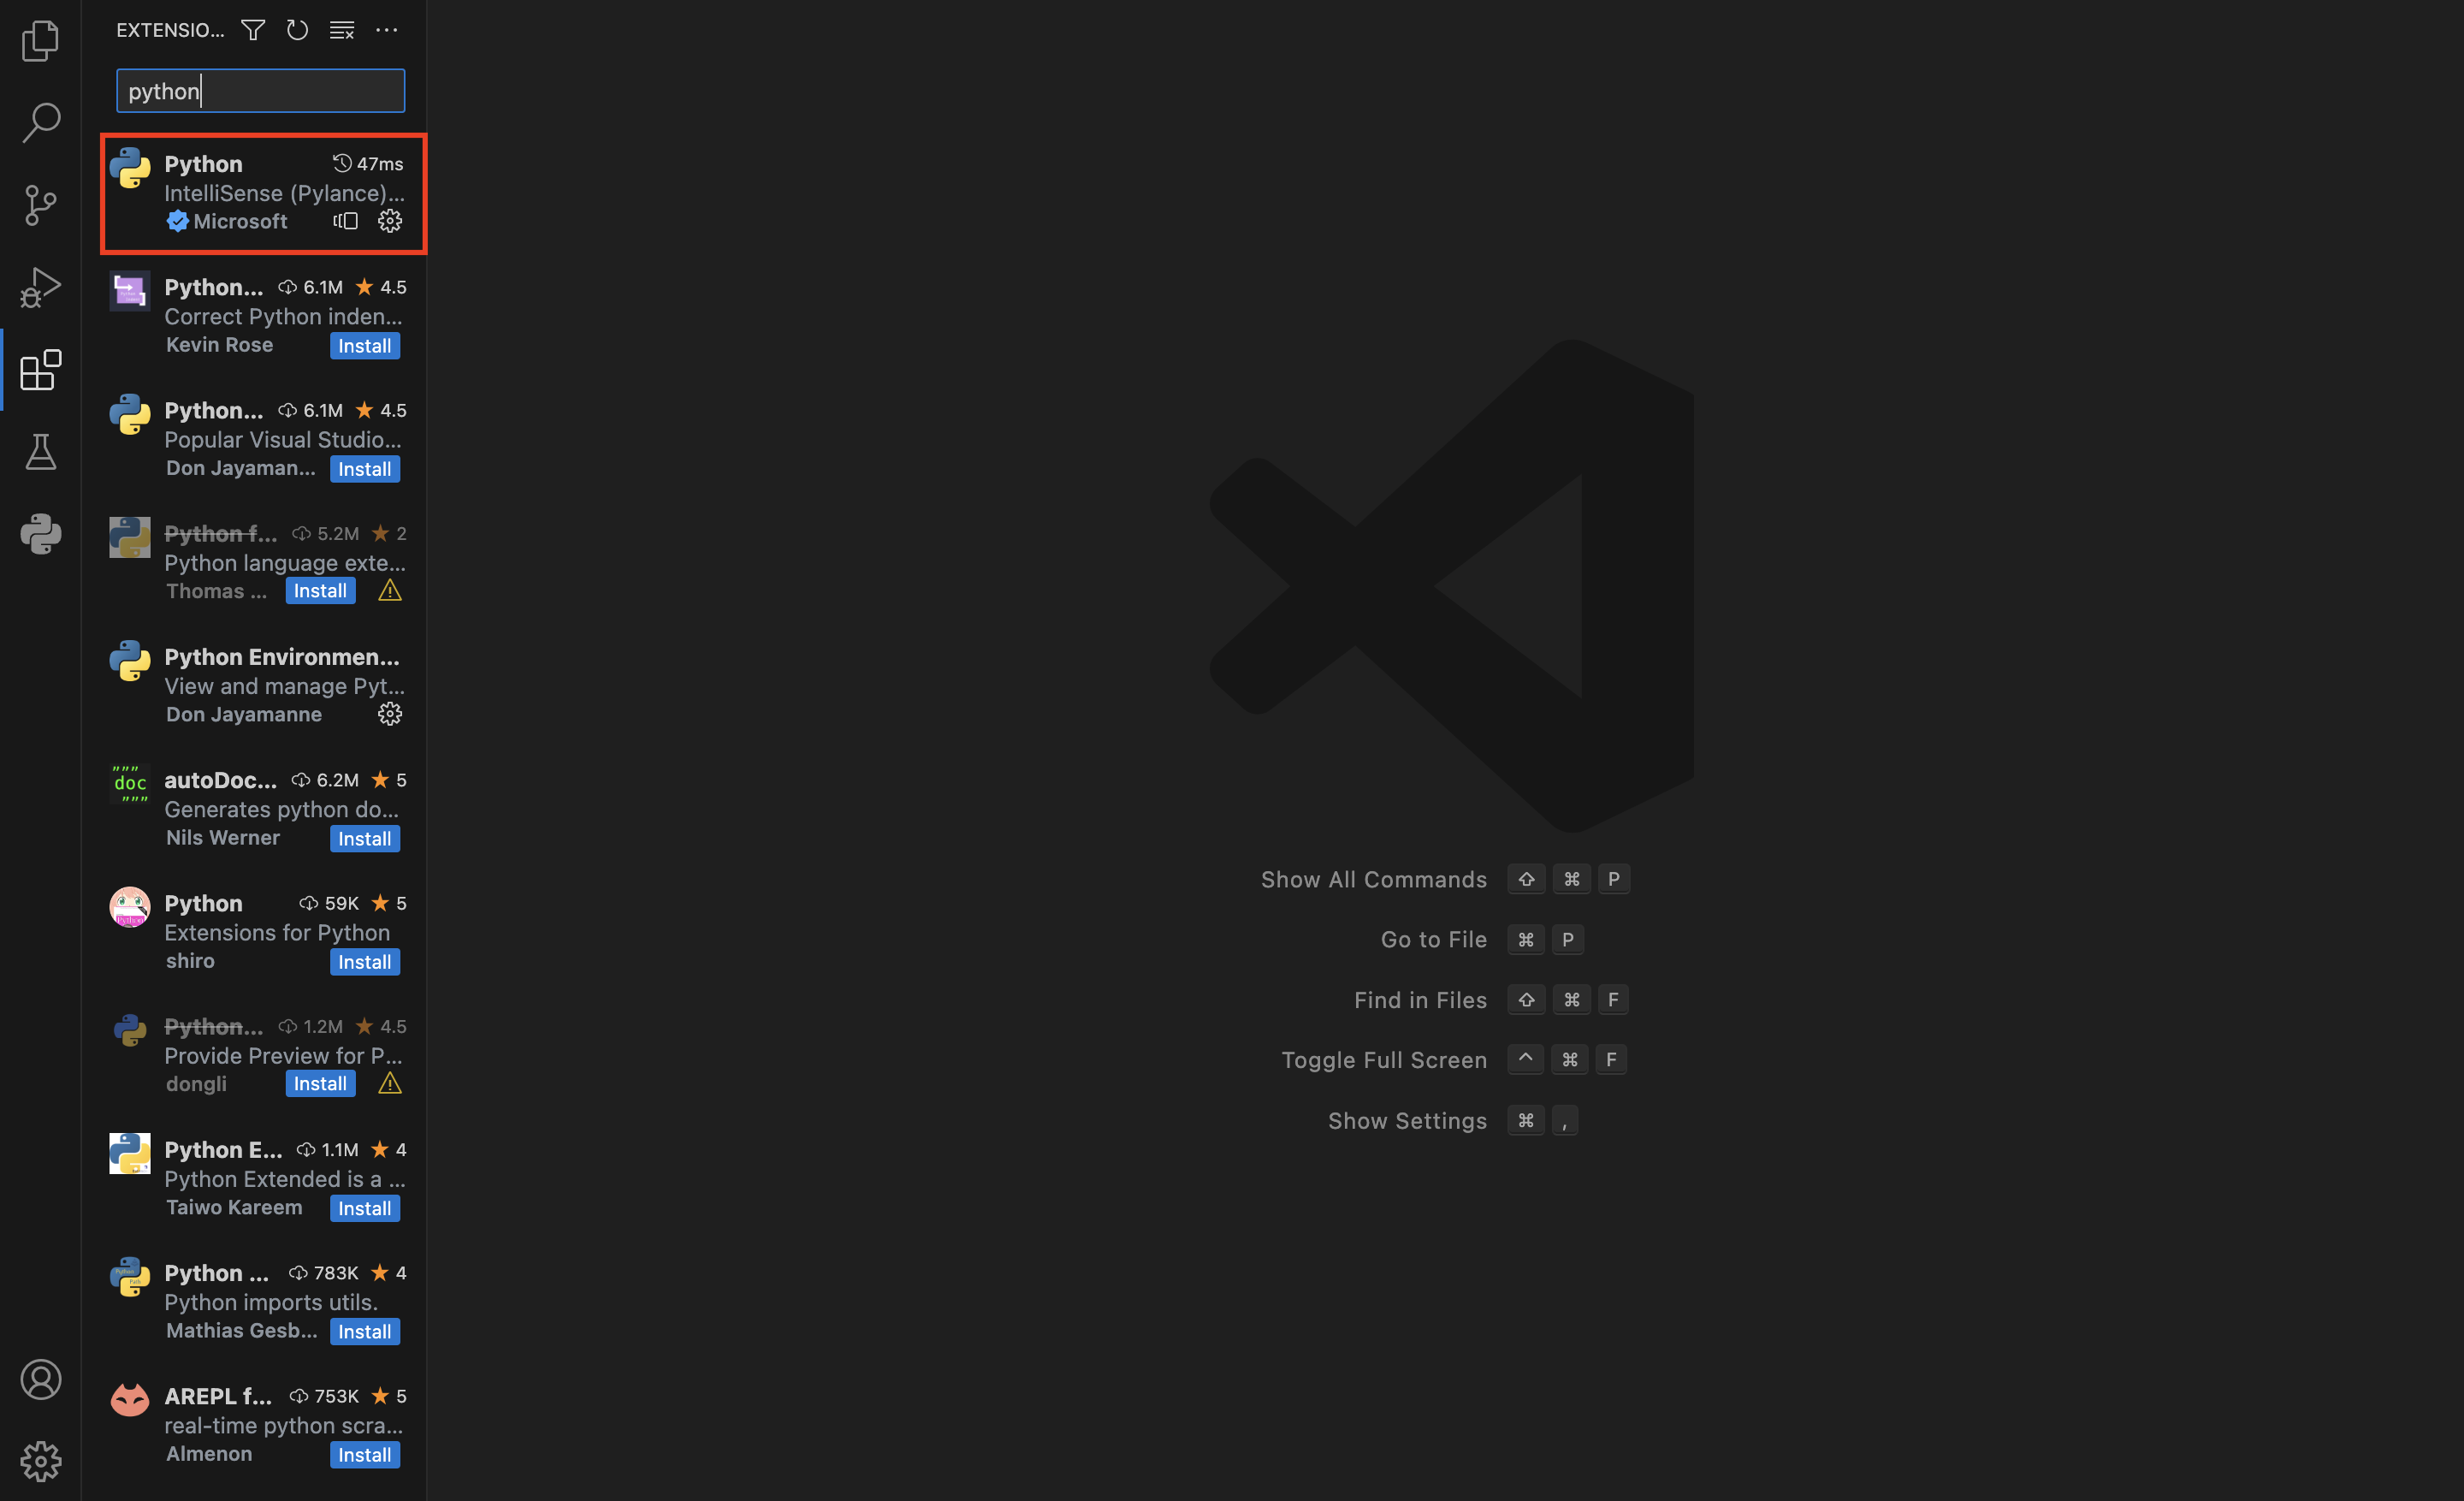 EXTENSIO...
python
Python 47ms
IntelliSense (Pylance)...
Microsoft
Python... 6.1M ★ 4.5
Correct Python inden...
Kevin Rose Install
Python... 6.1M ★ 4.5
Popular Visual Studio...
Don Jayaman... Install
Python f... 5.2M ★ 2
Python language exte...
Thomas ... Install
Python Environmen...
View and manage Pyt...
Don Jayamanne
"""
doc
"""
autoDoc... 6.2M ★ 5
Generates python do...
Nils Werner Install
Python 59K ★ 5
Extensions for Python
shiro Install
Python... 1.2M ★ 4.5
Provide Preview for P...
dongli Install
Python E... 1.1M ★ 4
Python Extended is a ...
Taiwo Kareem Install
Python ... 783K ★ 4
Python imports utils.
Mathias Gesb... Install
AREPL f... 753K ★ 5
real-time python scra...
Almenon Install
Show All Commands ⇧ ⌘ P
Go to File ⌘ P
Find in Files ⇧ ⌘ F
Toggle Full Screen ⌃ ⌘ F
Show Settings ⌘ ,